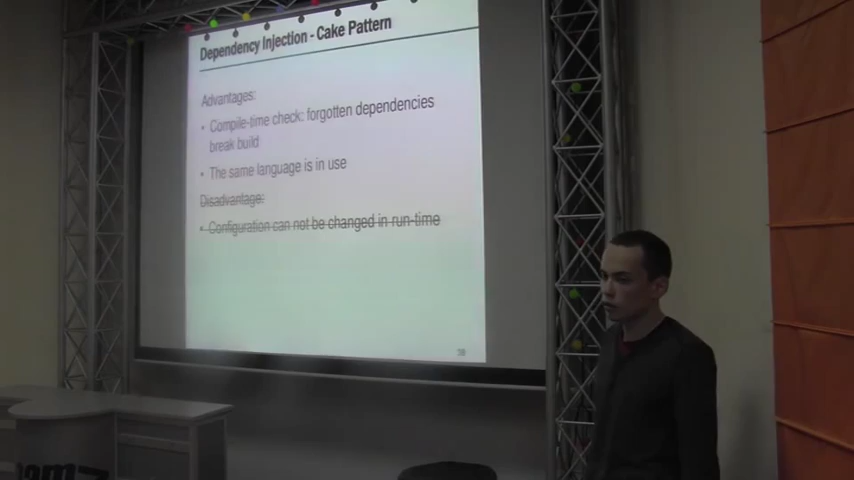 Dependency Injection - Cake Pattern
Advantages:
• Compile-time check: forgotten dependencies
break build
• The same language is in use
Disadvantage:
• Configuration can not be changed in run-time
38